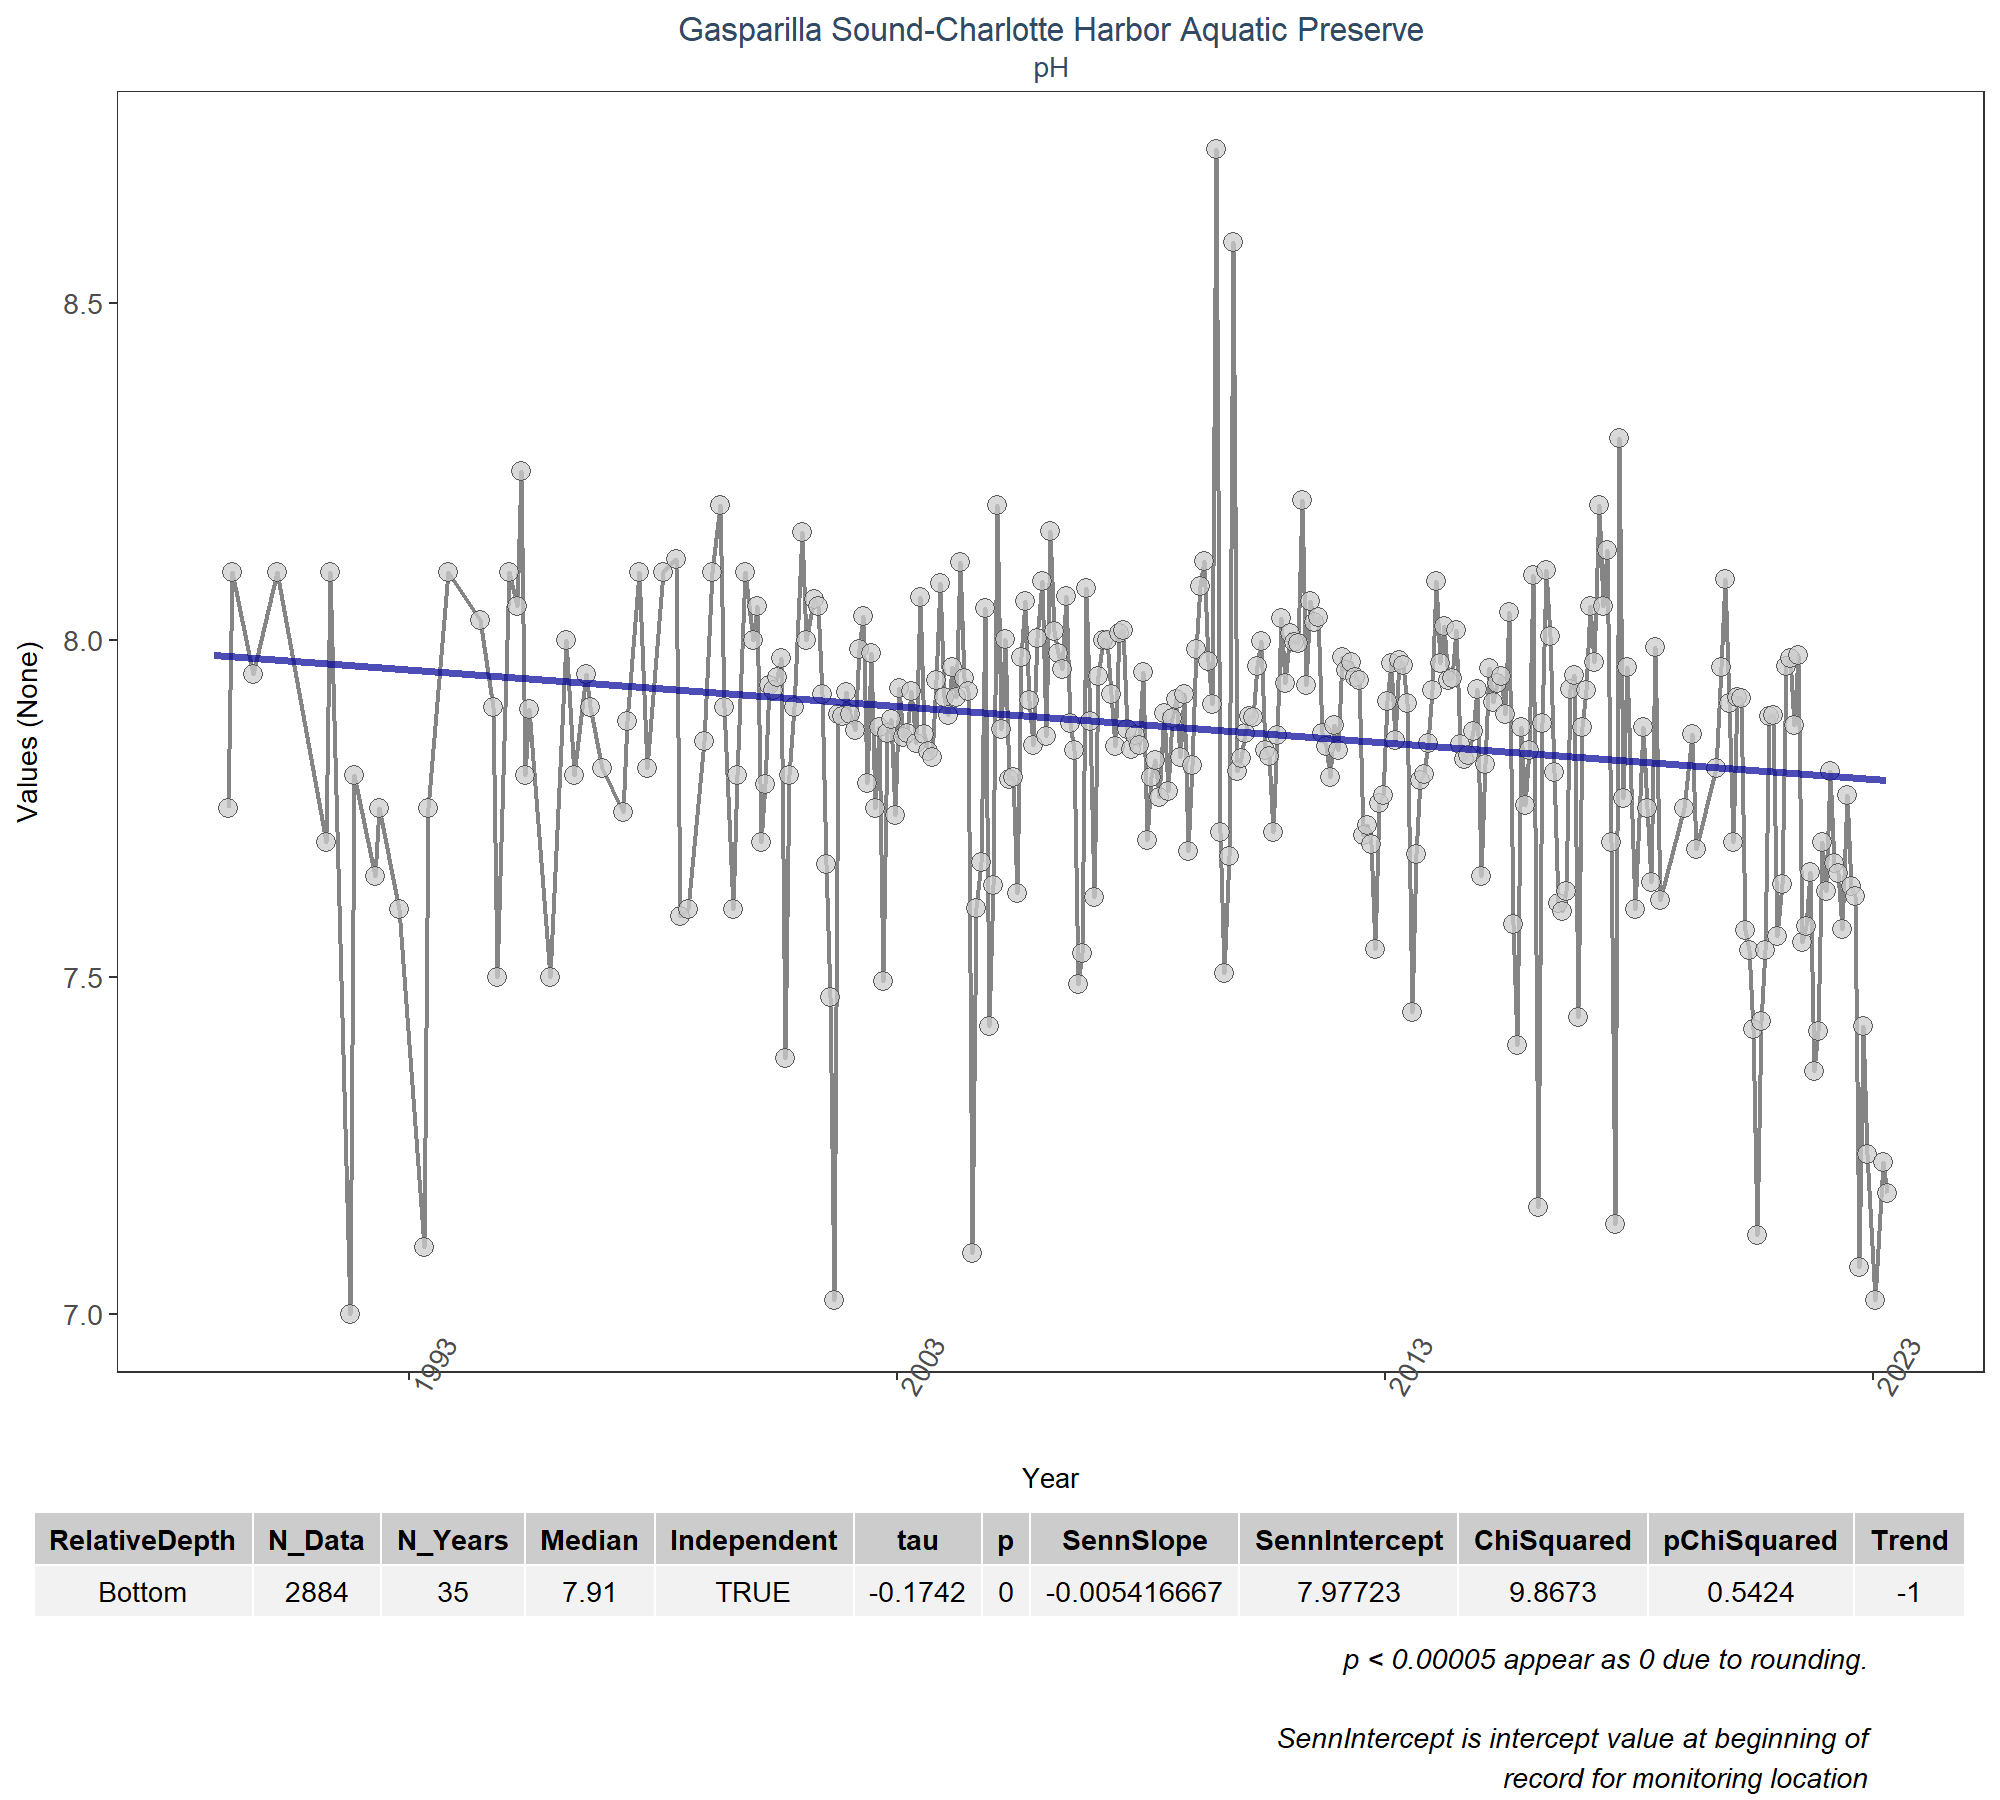 Gasparilla Sound-Charlotte Harbor Aquatic Preserve
pH
Values (None)
8.5
8.0
7.5
7.0
1993
2003
2013
2023
Year
RelativeDepth N_Data N_Years Median Independent tau p SennSlope SennIntercept ChiSquared pChiSquared Trend
Bottom 2884 35 7.91 TRUE -0.1742 0 -0.005416667 7.97723 9.8673 0.5424 -1
p < 0.00005 appear as 0 due to rounding.
SennIntercept is intercept value at beginning of
record for monitoring location